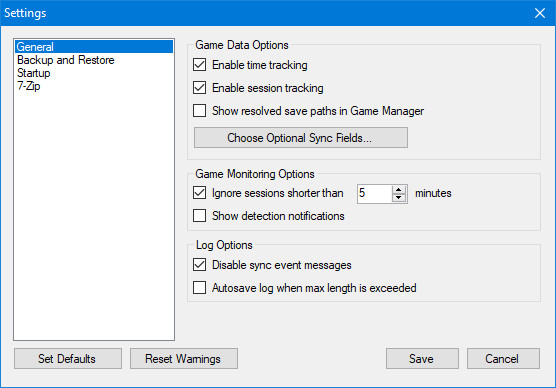 Settings
General
Backup and Restore
Startup
7-Zip
Game Data Options
Enable time tracking
Enable session tracking
Show resolved save paths in Game Manager
Choose Optional Sync Fields...
Game Monitoring Options
Ignore sessions shorter than 5 minutes
Show detection notifications
Log Options
Disable sync event messages
Autosave log when max length is exceeded
Set Defaults Reset Warnings Save Cancel